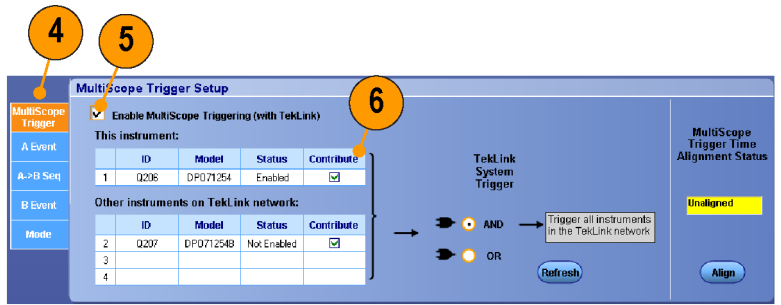 4
5
6
MultiScope Trigger Setup
MultiScope
Trigger
A Event
A->B Seq
B Event
Mode
Enable MultiScope Triggering (with TekLink)
This instrument:
ID Model Status Contribute
1 Q206 DPO71254 Enabled
Other instruments on TekLink network:
ID Model Status Contribute
2 Q207 DPO71254B Not Enabled
3
4
TekLink
System
Trigger
AND
OR
Trigger all instruments
in the TekLink network
Refresh
MultiScope
Trigger Time
Alignment Status
Unaligned
Align